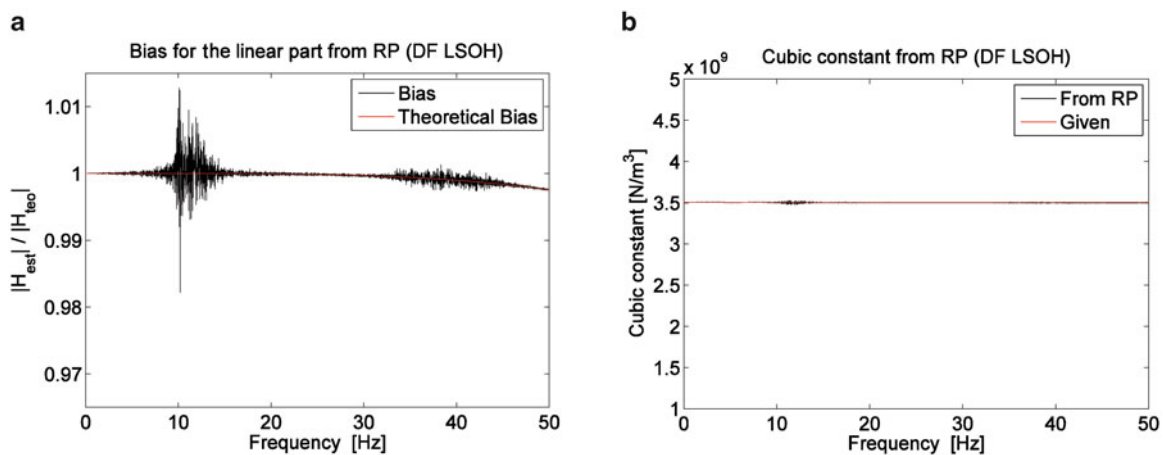 a
Bias for the linear part from RP (DF LSOH)
Bias
Theoretical Bias
1.01
1
0.99
0.98
0.97
|H_est| / |H_teo|
0 10 20 30 40 50
Frequency [Hz]
b
Cubic constant from RP (DF LSOH)
5 x 10^9
From RP
Given
4.5
4
3.5
3
2.5
2
1.5
1
Cubic constant [N/m^3]
0 10 20 30 40 50
Frequency [Hz]